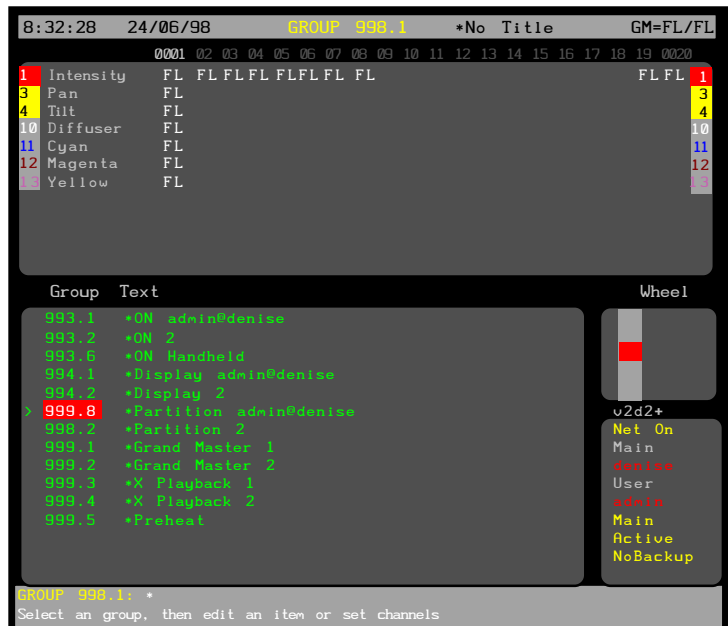 8:32:28 24/06/98 GROUP 998.1 *No Title GM=FL/FL
0001 02 03 04 05 06 07 08 09 10 11 12 13 14 15 16 17 18 19 0020
1 Intensity FL FL FL FL FL FL FL FL FL FL 1
3 Pan FL 3
4 Tilt FL 4
10 Diffuser FL 10
11 Cyan FL 11
12 Magenta FL 12
13 Yellow FL 13
Group Text Wheel
993.1 *ON admin@denise
993.2 *ON 2
993.6 *ON Handheld
994.1 *Display admin@denise
994.2 *Display 2
> 999.8 *Partition admin@denise
998.2 *Partition 2
999.1 *Grand Master 1
999.2 *Grand Master 2
999.3 *X Playback 1
999.4 *X Playback 2
999.5 *Preheat
v2d2+
Net On
Main
denise
User
admin
Main
Active
NoBackup
GROUP 998.1: *
Select an group, then edit an item or set channels